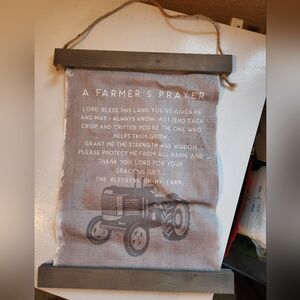 A FARMER'S PRAYER
LORD, BLESS THIS LAND YOU'VE GIVEN ME
AND MAY I ALWAYS KNOW, AS I TEND EACH
CROP AND CRITTER YOU'RE THE ONE WHO
HELPS THEM GROW.
GRANT ME THE STRENGTH AND WISDOM
PLEASE PROTECT ME FROM ALL HARM, AND
THANK YOU LORD FOR YOUR
GRACIOUS GIFT...
THE BLESSING OF MY FARM.